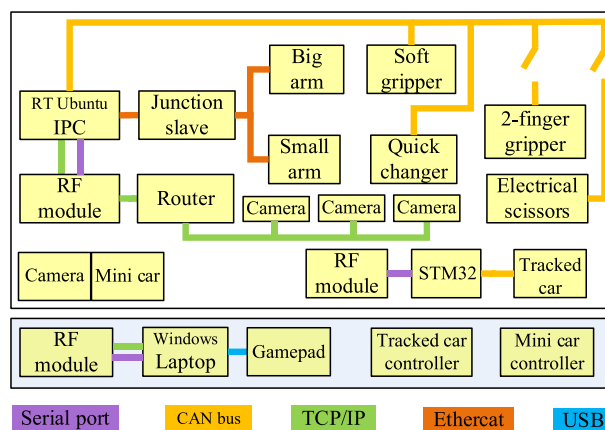 Big
arm
Soft
gripper
RT Ubuntu
IPC
Junction
slave
2-finger
gripper
Small
arm
Quick
changer
RF
module
Router
Electrical
scissors
Camera
Camera
Camera
Camera
Mini car
RF
module
STM32
Tracked
car
RF
module
Windows
Laptop
Gamepad
Tracked car
controller
Mini car
controller
Serial port
CAN bus
TCP/IP
Ethercat
USB